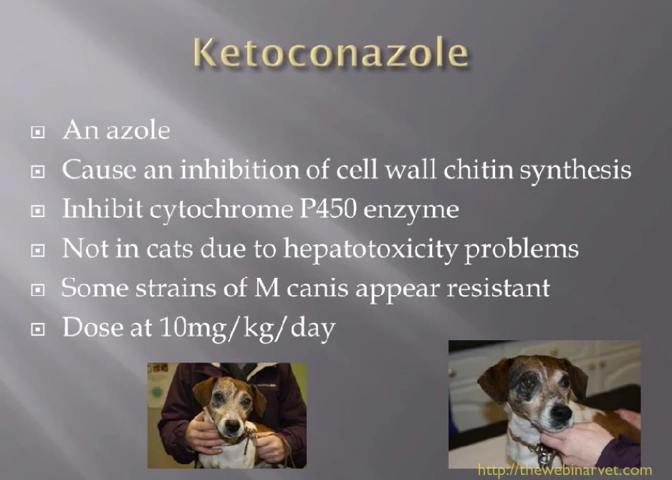 Ketoconazole
An azole
Cause an inhibition of cell wall chitin synthesis
Inhibit cytochrome P450 enzyme
Not in cats due to hepatotoxicity problems
Some strains of M canis appear resistant
Dose at 10mg/kg/day
http://thewebinarvet.com